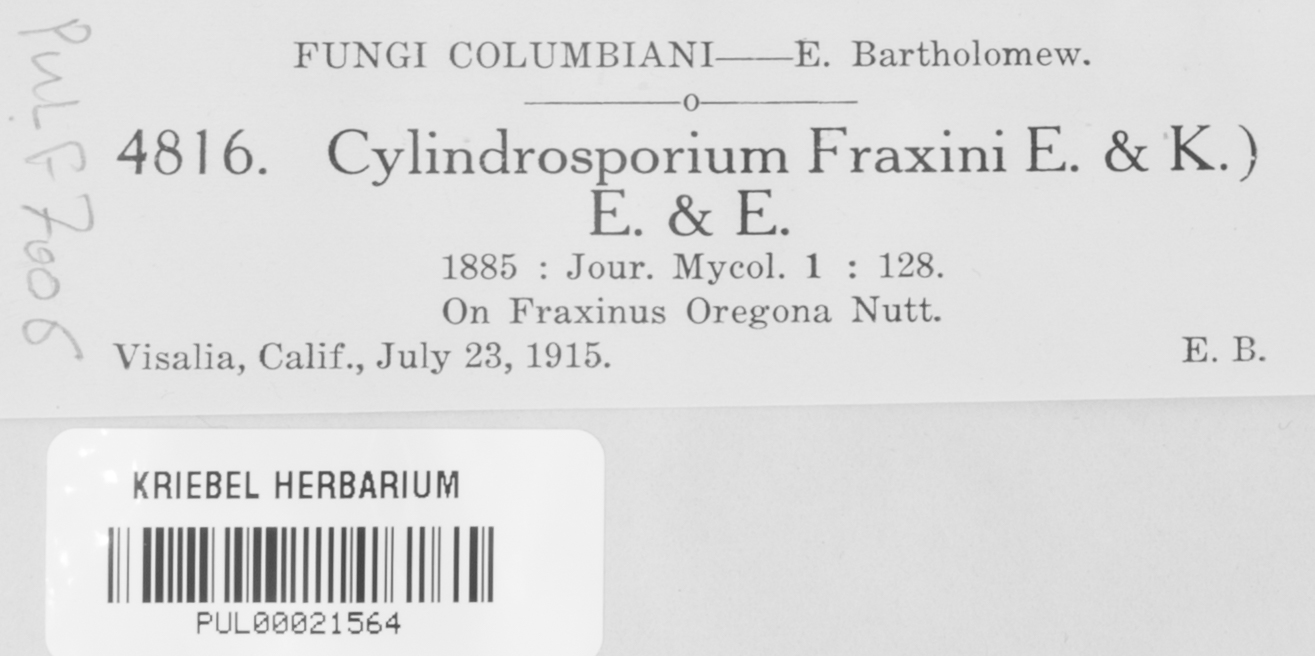 FUNGI COLUMBIANI——E. Bartholomew.
o
4816. Cylindrosporium Fraxini E. & K.)
E. & E.
1885 : Jour. Mycol. 1 : 128.
On Fraxinus Oregona Nutt.
Visalia, Calif., July 23, 1915. E. B.
PUL F 7906
KRIEBEL HERBARIUM
PUL00021564